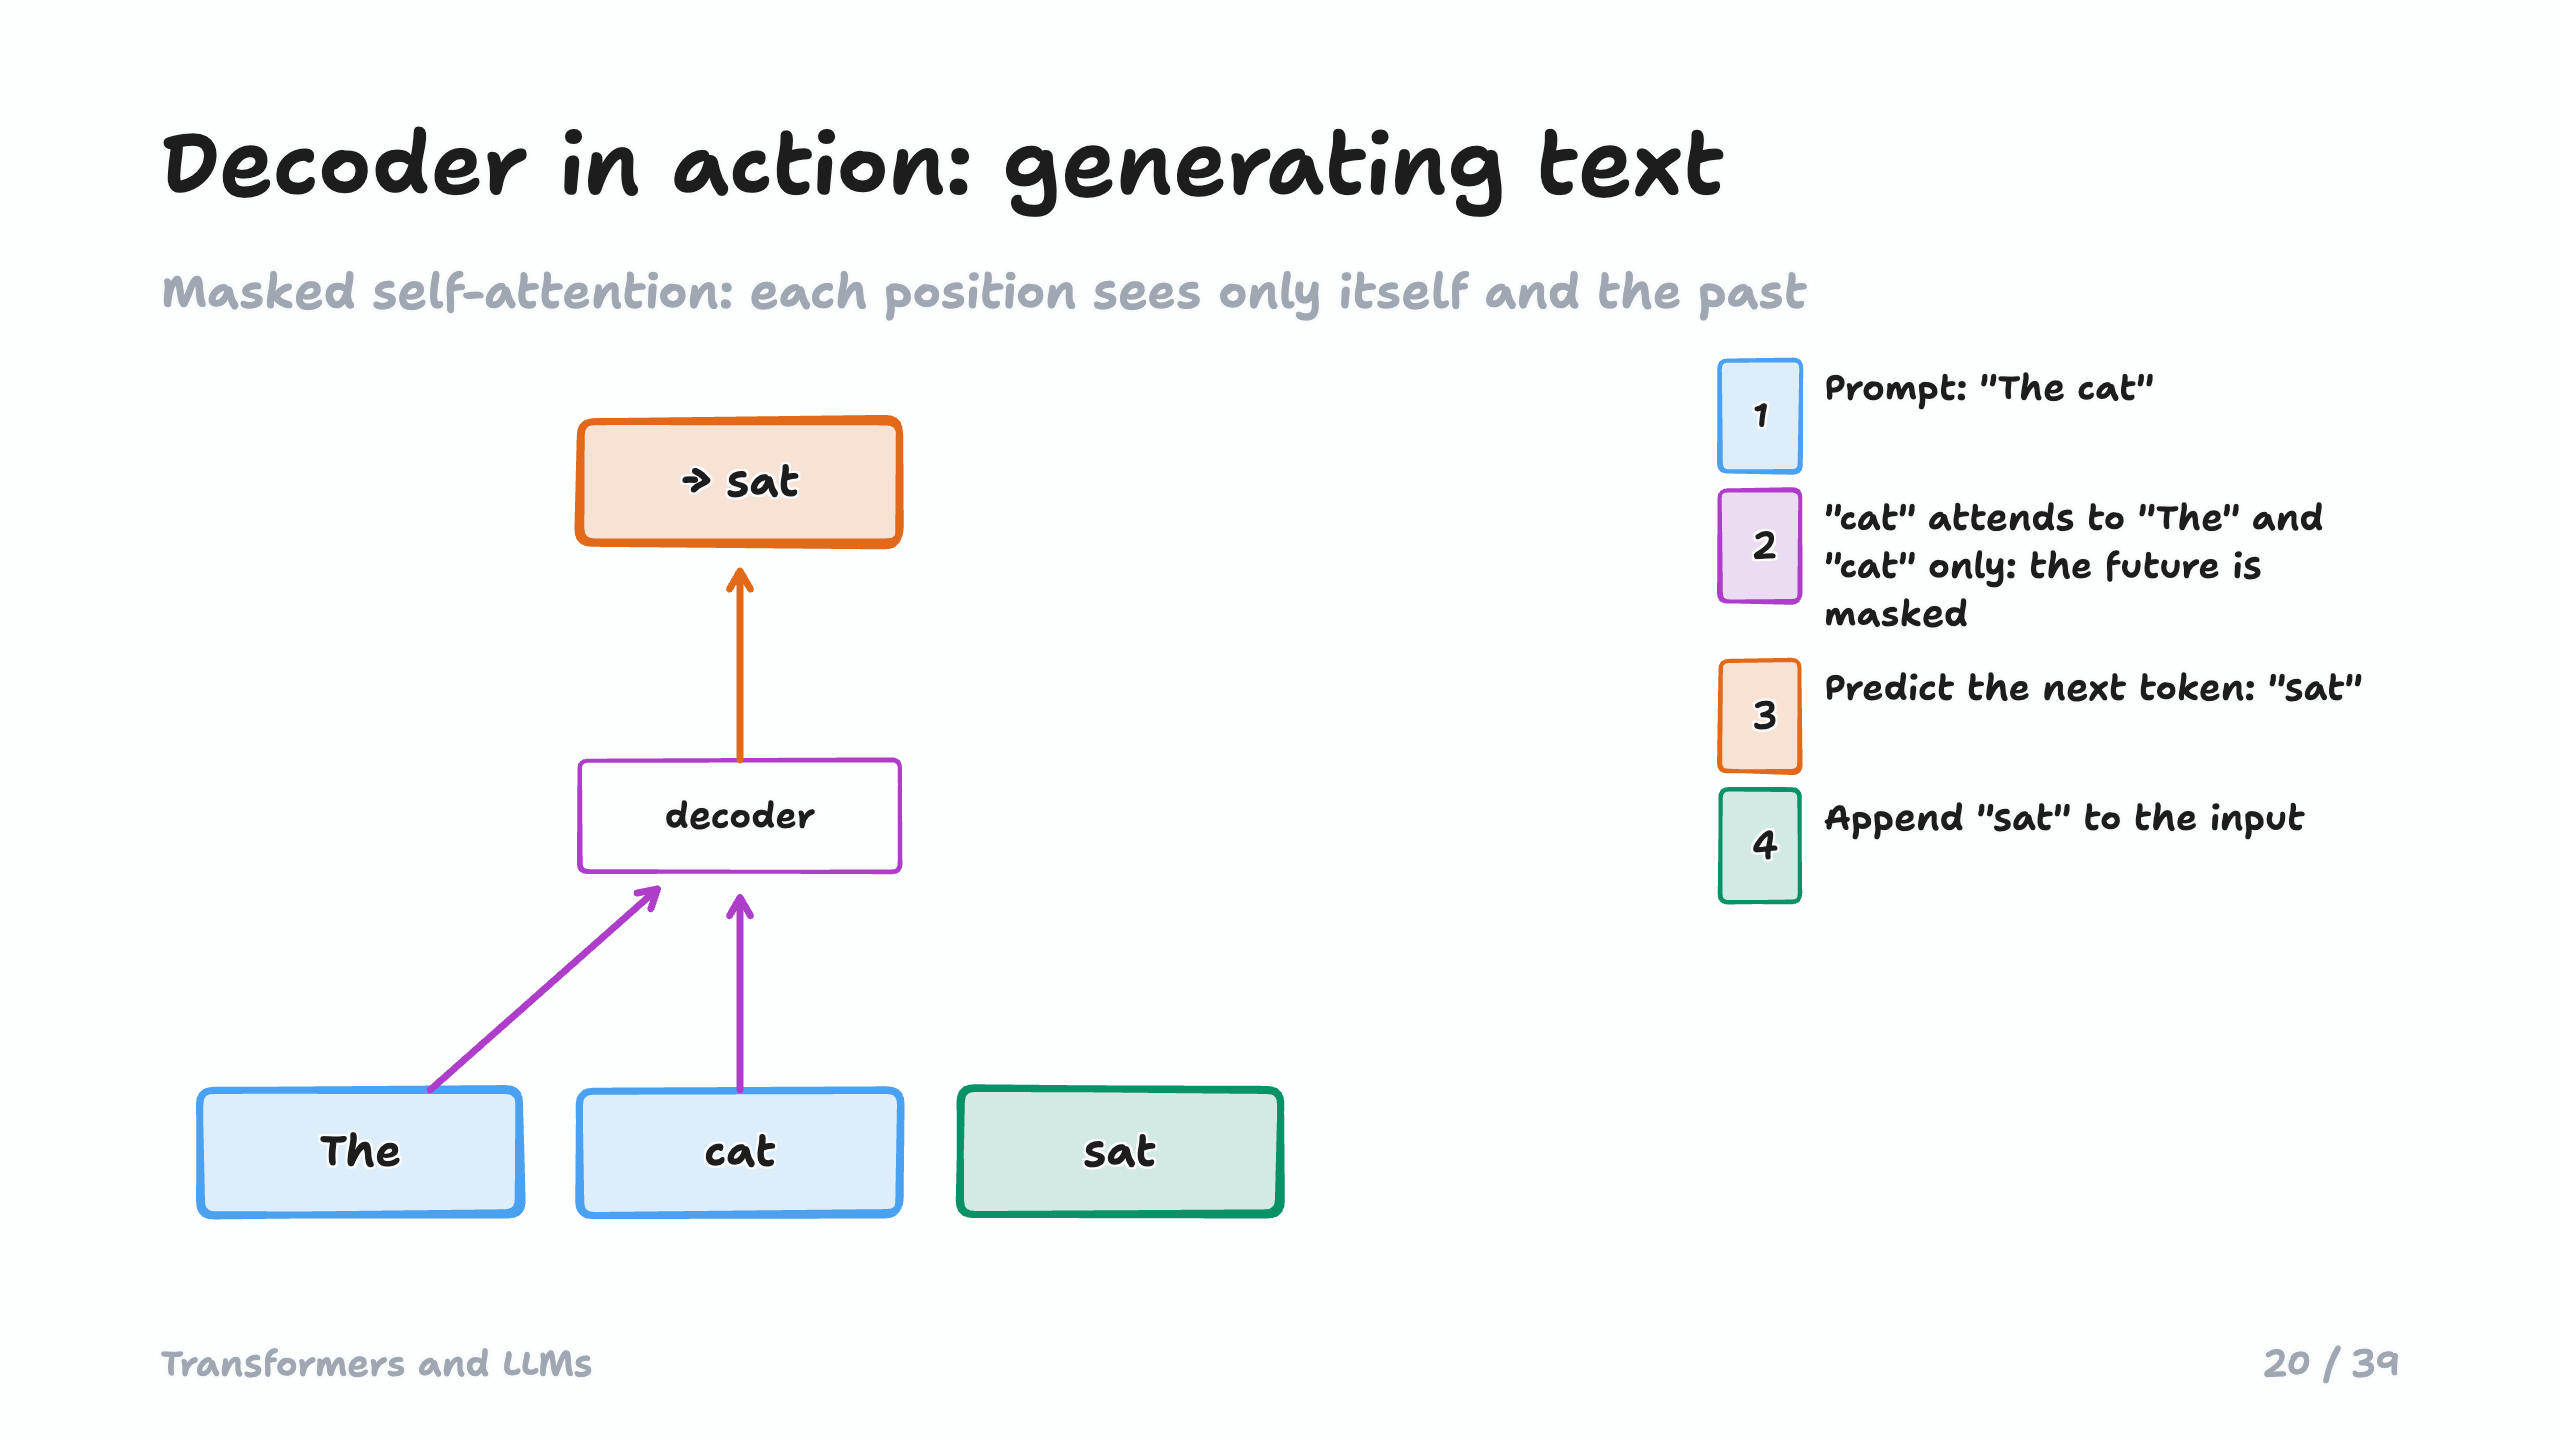 Decoder in action: generating text
Masked self-attention: each position sees only itself and the past
→ sat
decoder
The
cat
sat
1
Prompt: "The cat"
2
"cat" attends to "The" and
"cat" only: the future is
masked
3
Predict the next token: "sat"
4
Append "sat" to the input
Transformers and LLMs
20 / 39